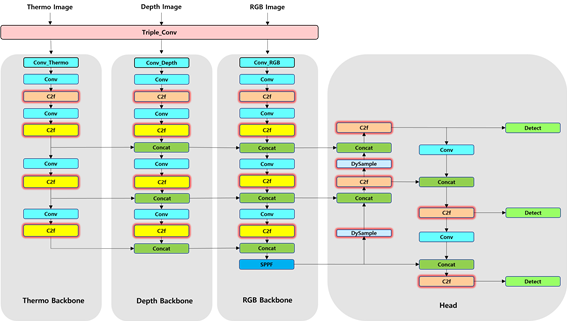 Thermo Image
Depth Image
RGB Image
Triple_Conv
Conv_Thermo
Conv
C2f
Conv
C2f
Conv
C2f
Conv
C2f
Thermo Backbone
Conv_Depth
Conv
C2f
Conv
C2f
Concat
Conv
C2f
Concat
Conv
C2f
Concat
Depth Backbone
Conv_RGB
Conv
C2f
Conv
C2f
Concat
Conv
C2f
Concat
Conv
C2f
Concat
SPPF
RGB Backbone
C2f
Concat
DySample
C2f
Concat
DySample
Conv
Concat
C2f
Conv
Concat
C2f
Detect
Detect
Detect
Head